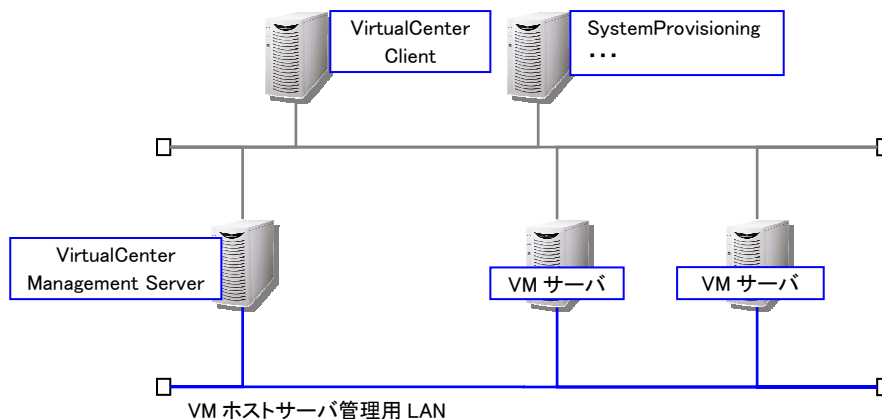 VirtualCenter
Client
SystemProvisioning
・・・
VirtualCenter
Management Server
VM サーバ
VM サーバ
VM ホストサーバ管理用 LAN